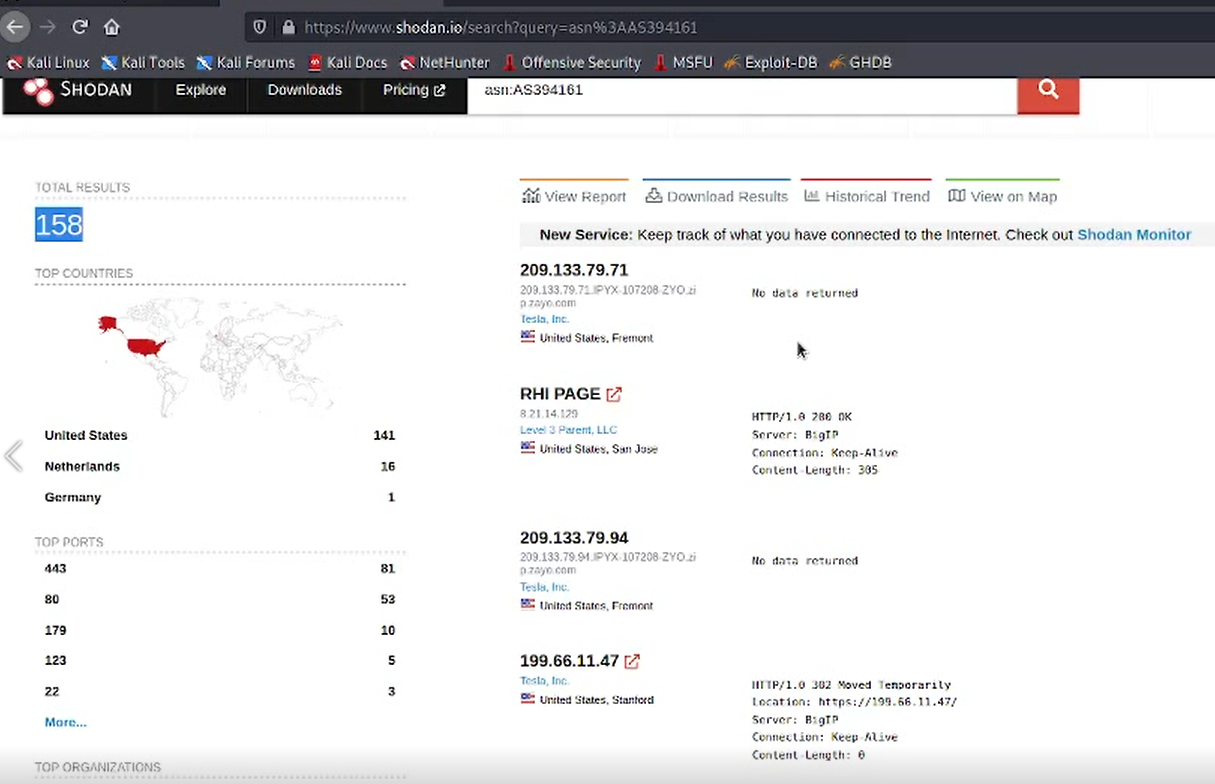 https://www.shodan.io/search?query=asn%3AAS394161
Kali Linux Kali Tools Kali Forums Kali Docs NetHunter Offensive Security MSFU Exploit-DB GHDB
SHODAN Explore Downloads Pricing asn:AS394161
TOTAL RESULTS
158
TOP COUNTRIES
United States 141
Netherlands 16
Germany 1
TOP PORTS
443 81
80 53
179 10
123 5
22 3
More...
TOP ORGANIZATIONS
View Report Download Results Historical Trend View on Map
New Service: Keep track of what you have connected to the Internet. Check out Shodan Monitor
209.133.79.71
209.133.79.71.IPYX-107208-ZYO.zi
p.zayo.com
Tesla, Inc.
United States, Fremont
No data returned
RHI PAGE
8.21.14.129
Level 3 Parent, LLC
United States, San Jose
HTTP/1.0 200 OK
Server: BigIP
Connection: Keep-Alive
Content-Length: 305
209.133.79.94
209.133.79.94.IPYX-107208-ZYO.zi
p.zayo.com
Tesla, Inc.
United States, Fremont
No data returned
199.66.11.47
Tesla, Inc.
United States, Stanford
HTTP/1.0 302 Moved Temporarily
Location: https://199.66.11.47/
Server: BigIP
Connection: Keep-Alive
Content-Length: 0